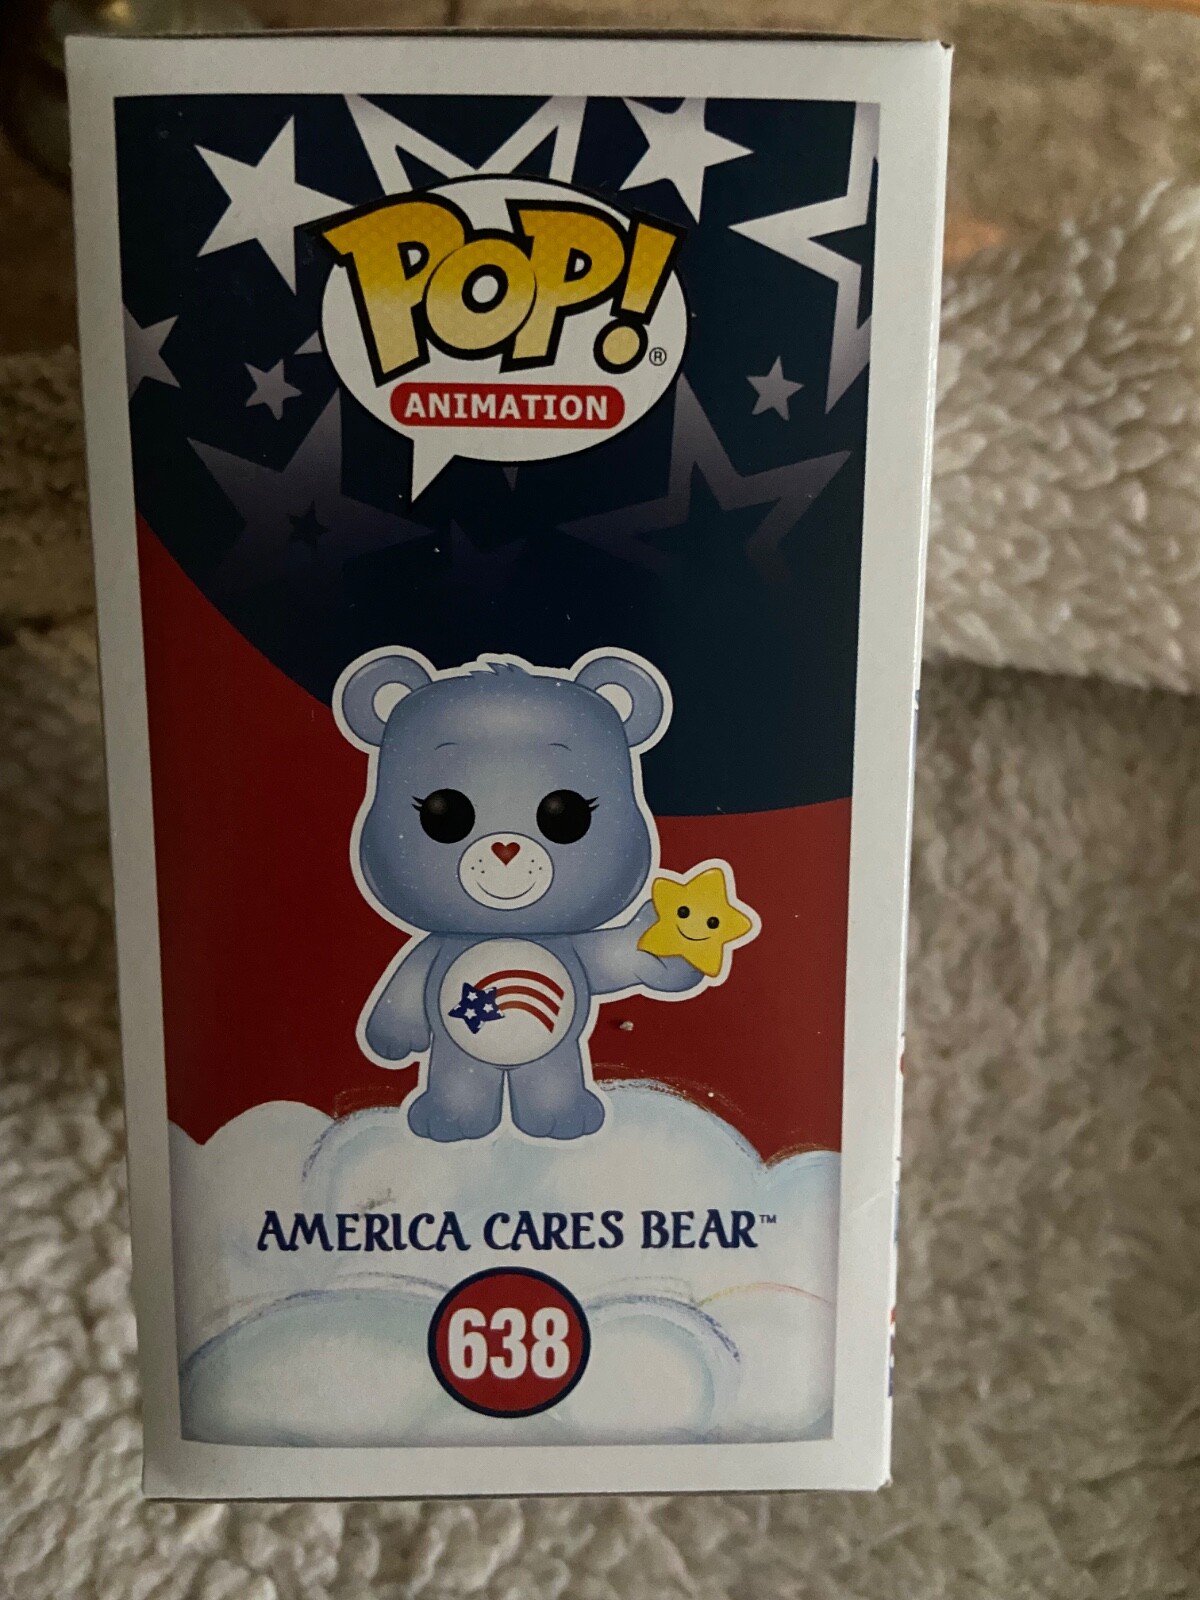 POP!®
ANIMATION
AMERICA CARES BEAR™
638